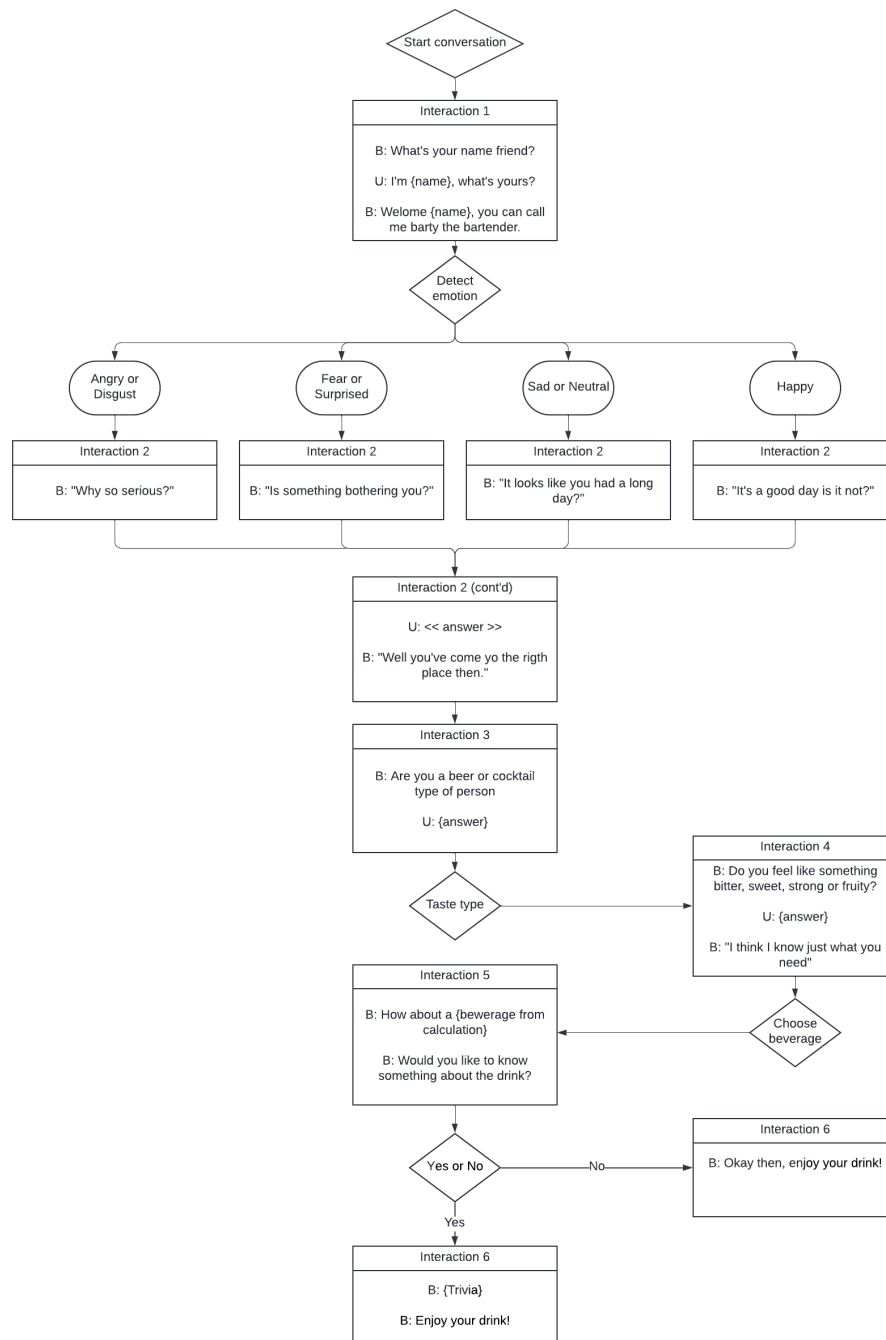 Start conversation
Interaction 1
B: What's your name friend?
U: I'm {name}, what's yours?
B: Welome {name}, you can call
me barty the bartender.
Detect
emotion
Angry or
Disgust
Fear or
Surprised
Sad or Neutral
Happy
Interaction 2
B: "Why so serious?"
Interaction 2
B: "Is something bothering you?"
Interaction 2
B: "It looks like you had a long
day?"
Interaction 2
B: "It's a good day is it not?"
Interaction 2 (cont'd)
U: << answer >>
B: "Well you've come yo the rigth
place then."
Interaction 3
B: Are you a beer or cocktail
type of person
U: {answer}
Taste type
Interaction 4
B: Do you feel like something
bitter, sweet, strong or fruity?
U: {answer}
B: "I think I know just what you
need"
Choose
beverage
Interaction 5
B: How about a {bewerage from
calculation}
B: Would you like to know
something about the drink?
Yes or No
No
Interaction 6
B: Okay then, enjoy your drink!
Yes
Interaction 6
B: {Trivia}
B: Enjoy your drink!